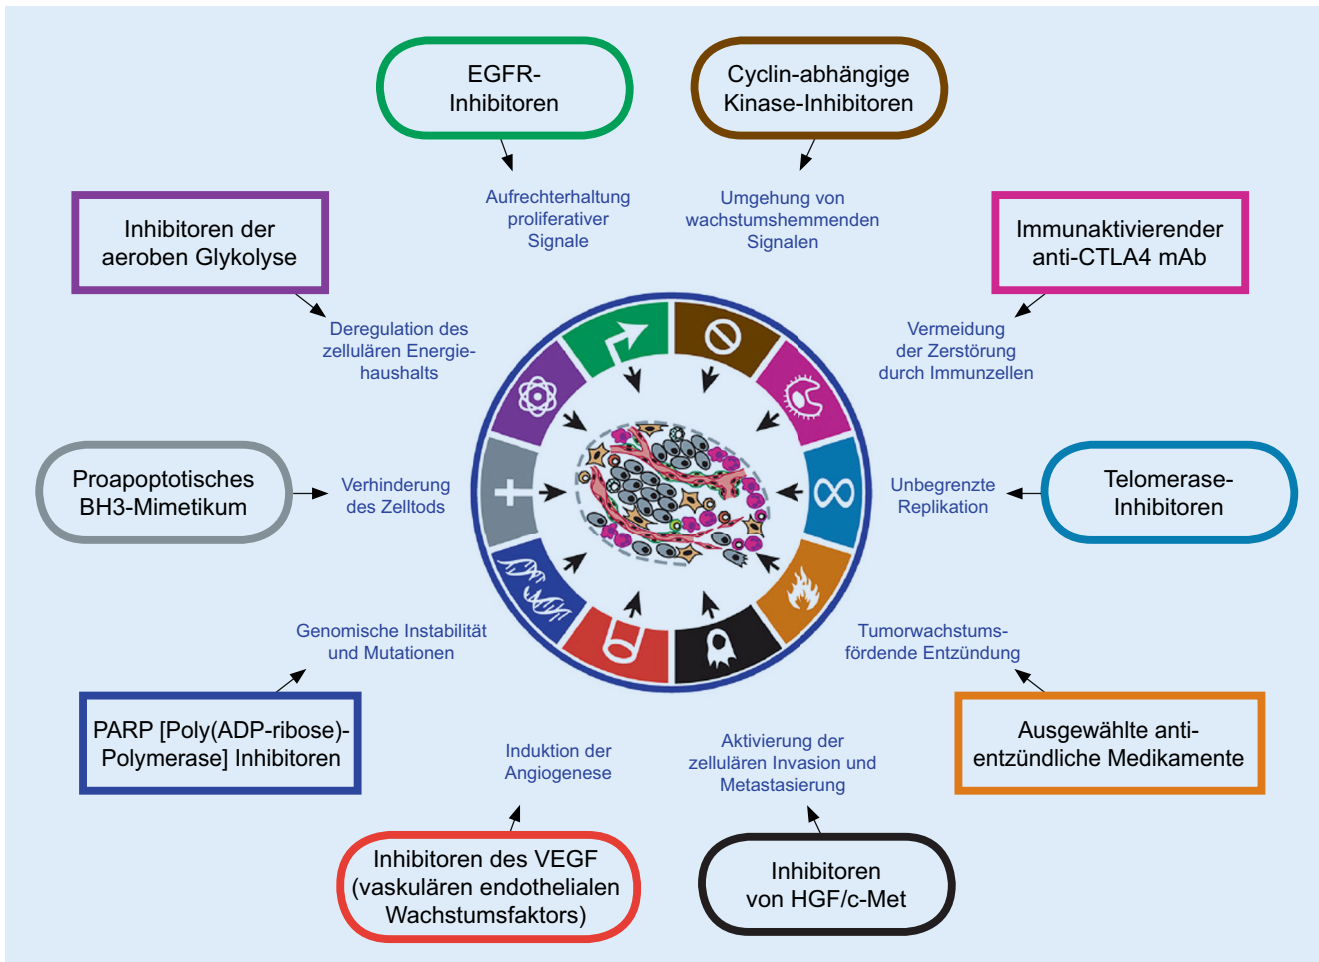 EGFR-
Inhibitoren
Cyclin-abhängige
Kinase-Inhibitoren
Aufrechterhaltung
proliferativer
Signale
Umgehung von
wachstumshemmenden
Signalen
Inhibitoren der
aeroben Glykolyse
Immunaktivierender
anti-CTLA4 mAb
Deregulation des
zellulären Energie-
haushalts
Vermeidung
der Zerstörung
durch Immunzellen
Proapoptotisches
BH3-Mimetikum
Verhinderung
des Zelltods
Unbegrenzte
Replikation
Telomerase-
Inhibitoren
Genomische Instabilität
und Mutationen
Tumorwachstums-
fördende Entzündung
PARP [Poly(ADP-ribose)-
Polymerase] Inhibitoren
Induktion der
Angiogenese
Aktivierung der
zellulären Invasion und
Metastasierung
Ausgewählte anti-
entzündliche Medikamente
Inhibitoren des VEGF
(vaskulären endothelialen
Wachstumsfaktors)
Inhibitoren
von HGF/c-Met